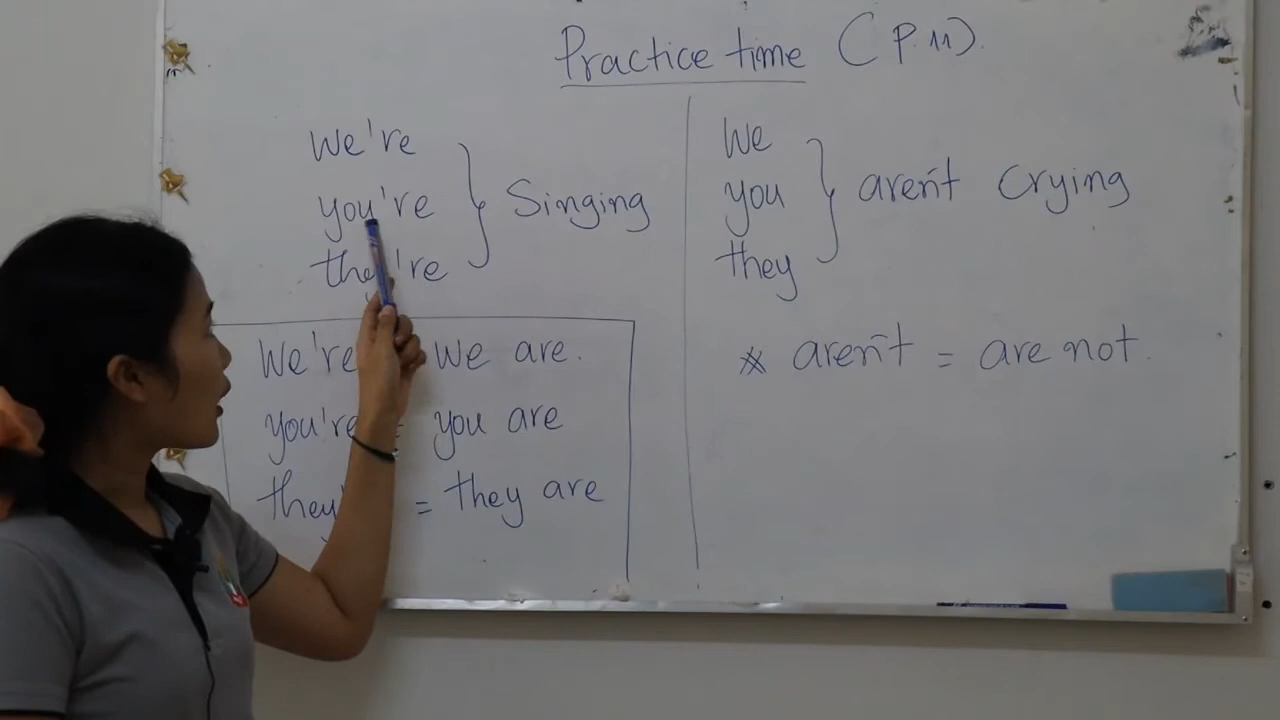 Practice time (P.11).
We're
you're
they're
} Singing
We're we are.
you're = you are
they' = they are
We
you
they
} aren't Crying
* aren't = are not.